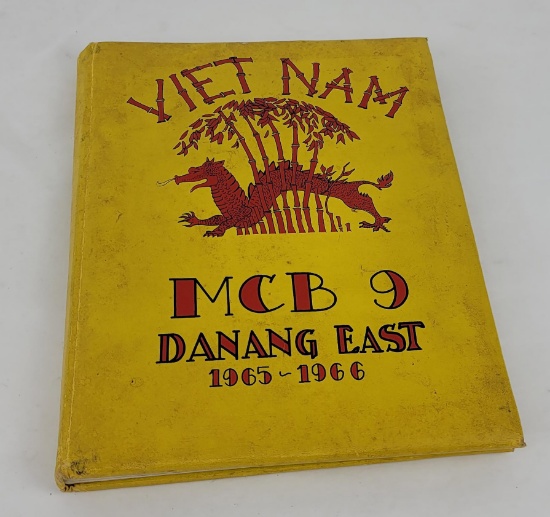 VIET NAM
MCB 9
DANANG EAST
1965~1966